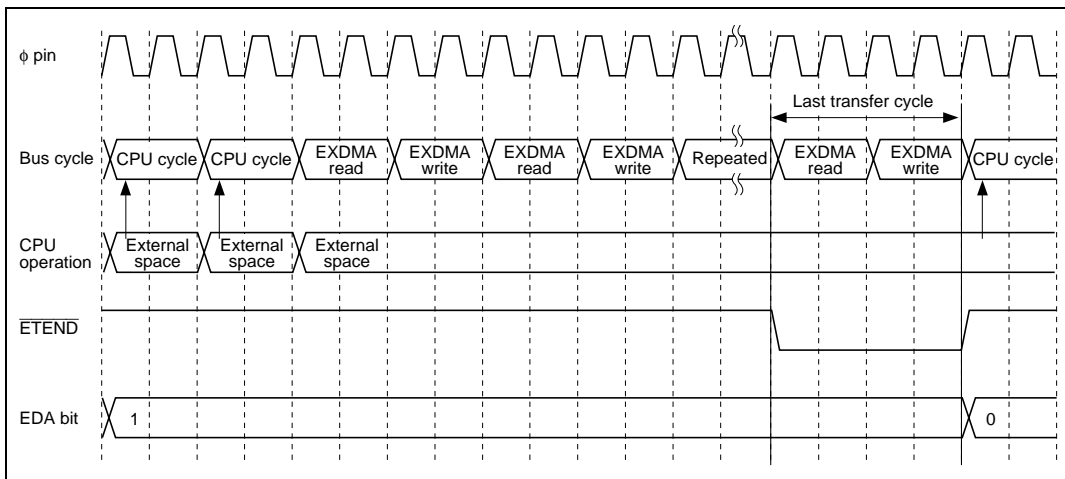 φ pin
Last transfer cycle
Bus cycle CPU cycle CPU cycle EXDMA read EXDMA write EXDMA read EXDMA write Repeated EXDMA read EXDMA write CPU cycle
CPU operation External space External space External space
ETEND
EDA bit 1 0